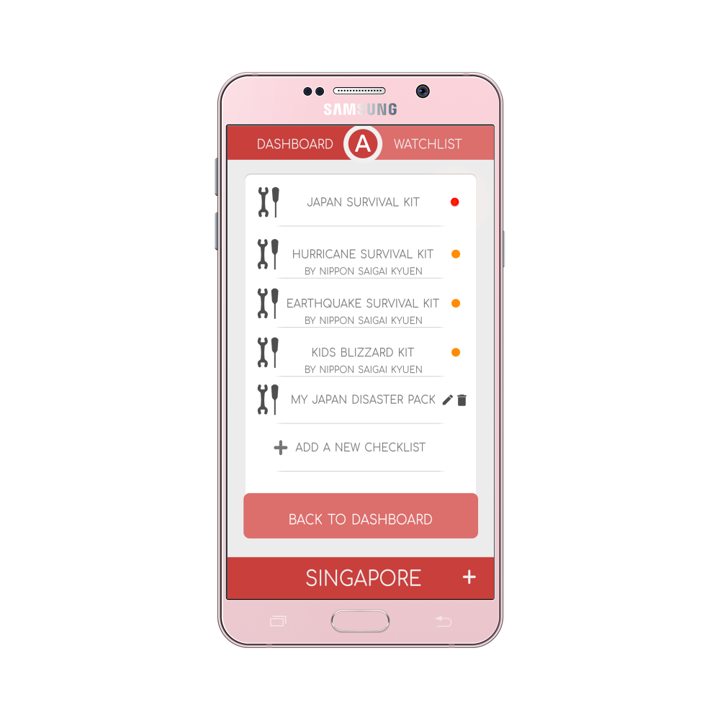 SAMSUNG
DASHBOARD A WATCHLIST
JAPAN SURVIVAL KIT
HURRICANE SURVIVAL KIT
BY NIPPON SAIGAI KYUEN
EARTHQUAKE SURVIVAL KIT
BY NIPPON SAIGAI KYUEN
KIDS BLIZZARD KIT
BY NIPPON SAIGAI KYUEN
MY JAPAN DISASTER PACK
+ ADD A NEW CHECKLIST
BACK TO DASHBOARD
SINGAPORE +